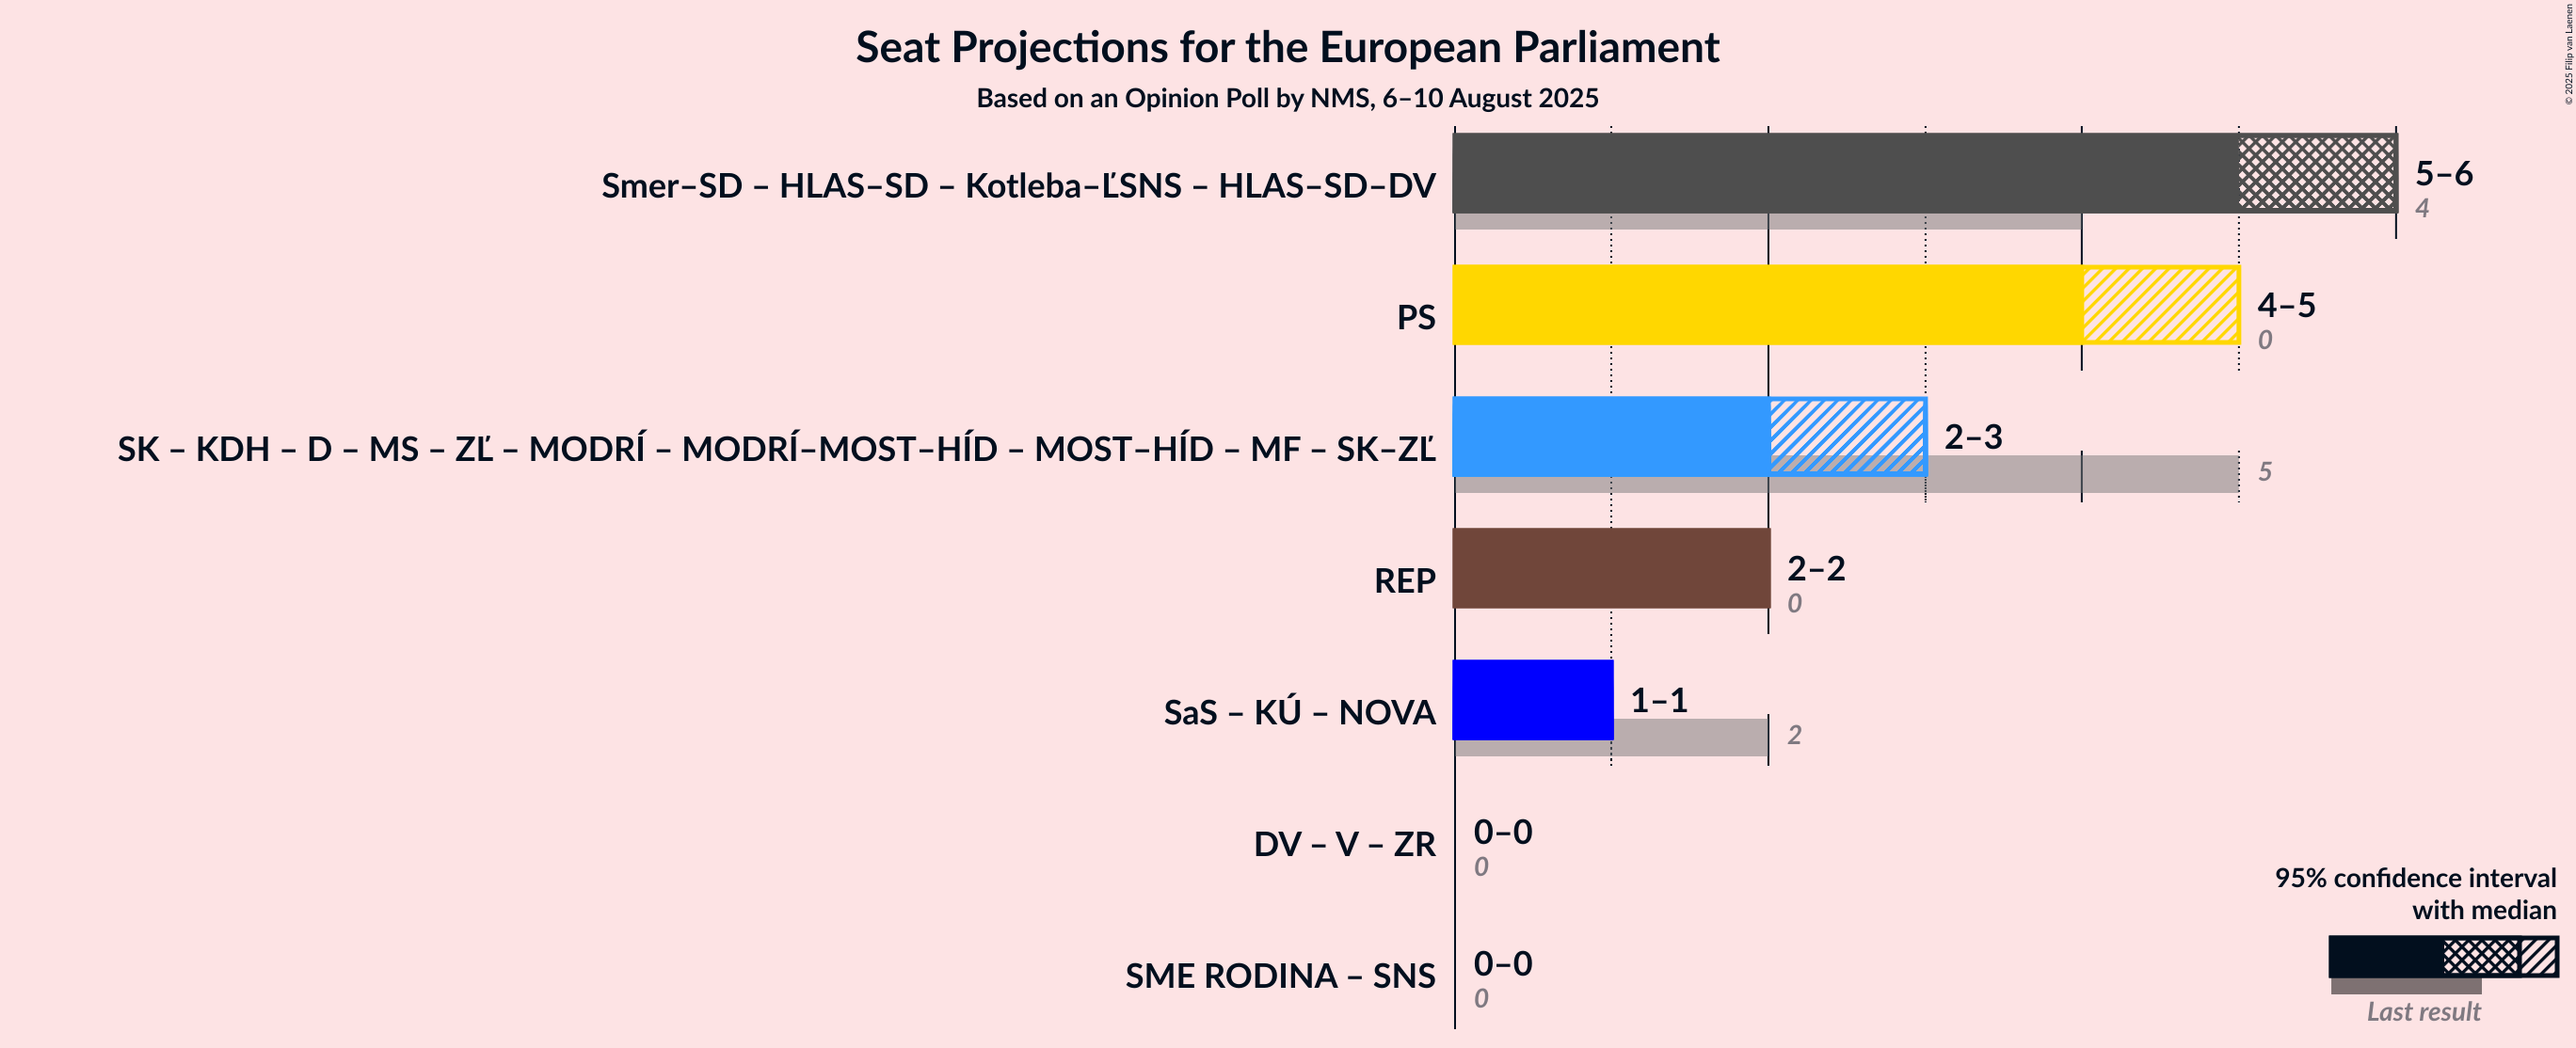 Seat Projections for the European Parliament
Based on an Opinion Poll by NMS, 6–10 August 2025
© 2025 Filip van Laenen
Smer–SD – HLAS–SD – Kotleba–ĽSNS – HLAS–SD–DV
5–6
4
PS
4–5
0
SK – KDH – D – MS – ZĽ – MODRÍ – MODRÍ–MOST–HÍD – MOST–HÍD – MF – SK–ZĽ
2–3
5
REP
2–2
0
SaS – KÚ – NOVA
1–1
2
DV – V – ZR
0–0
0
SME RODINA – SNS
0–0
0
95% confidence interval
with median
Last result